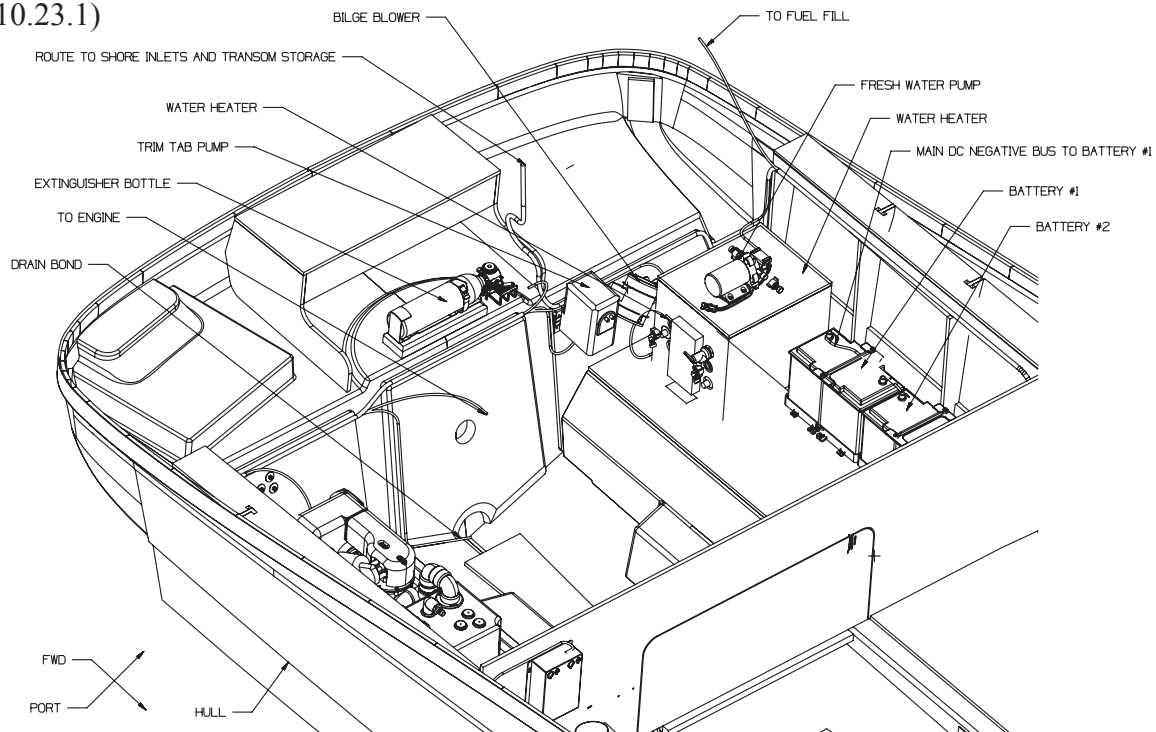 10.23.1)
BILGE BLOWER
TO FUEL FILL
ROUTE TO SHORE INLETS AND TRANSOM STORAGE
FRESH WATER PUMP
WATER HEATER
WATER HEATER
TRIM TAB PUMP
MAIN DC NEGATIVE BUS TO BATTERY #1
EXTINGUISHER BOTTLE
BATTERY #1
TO ENGINE
BATTERY #2
DRAIN BOND
FWD
PORT
HULL